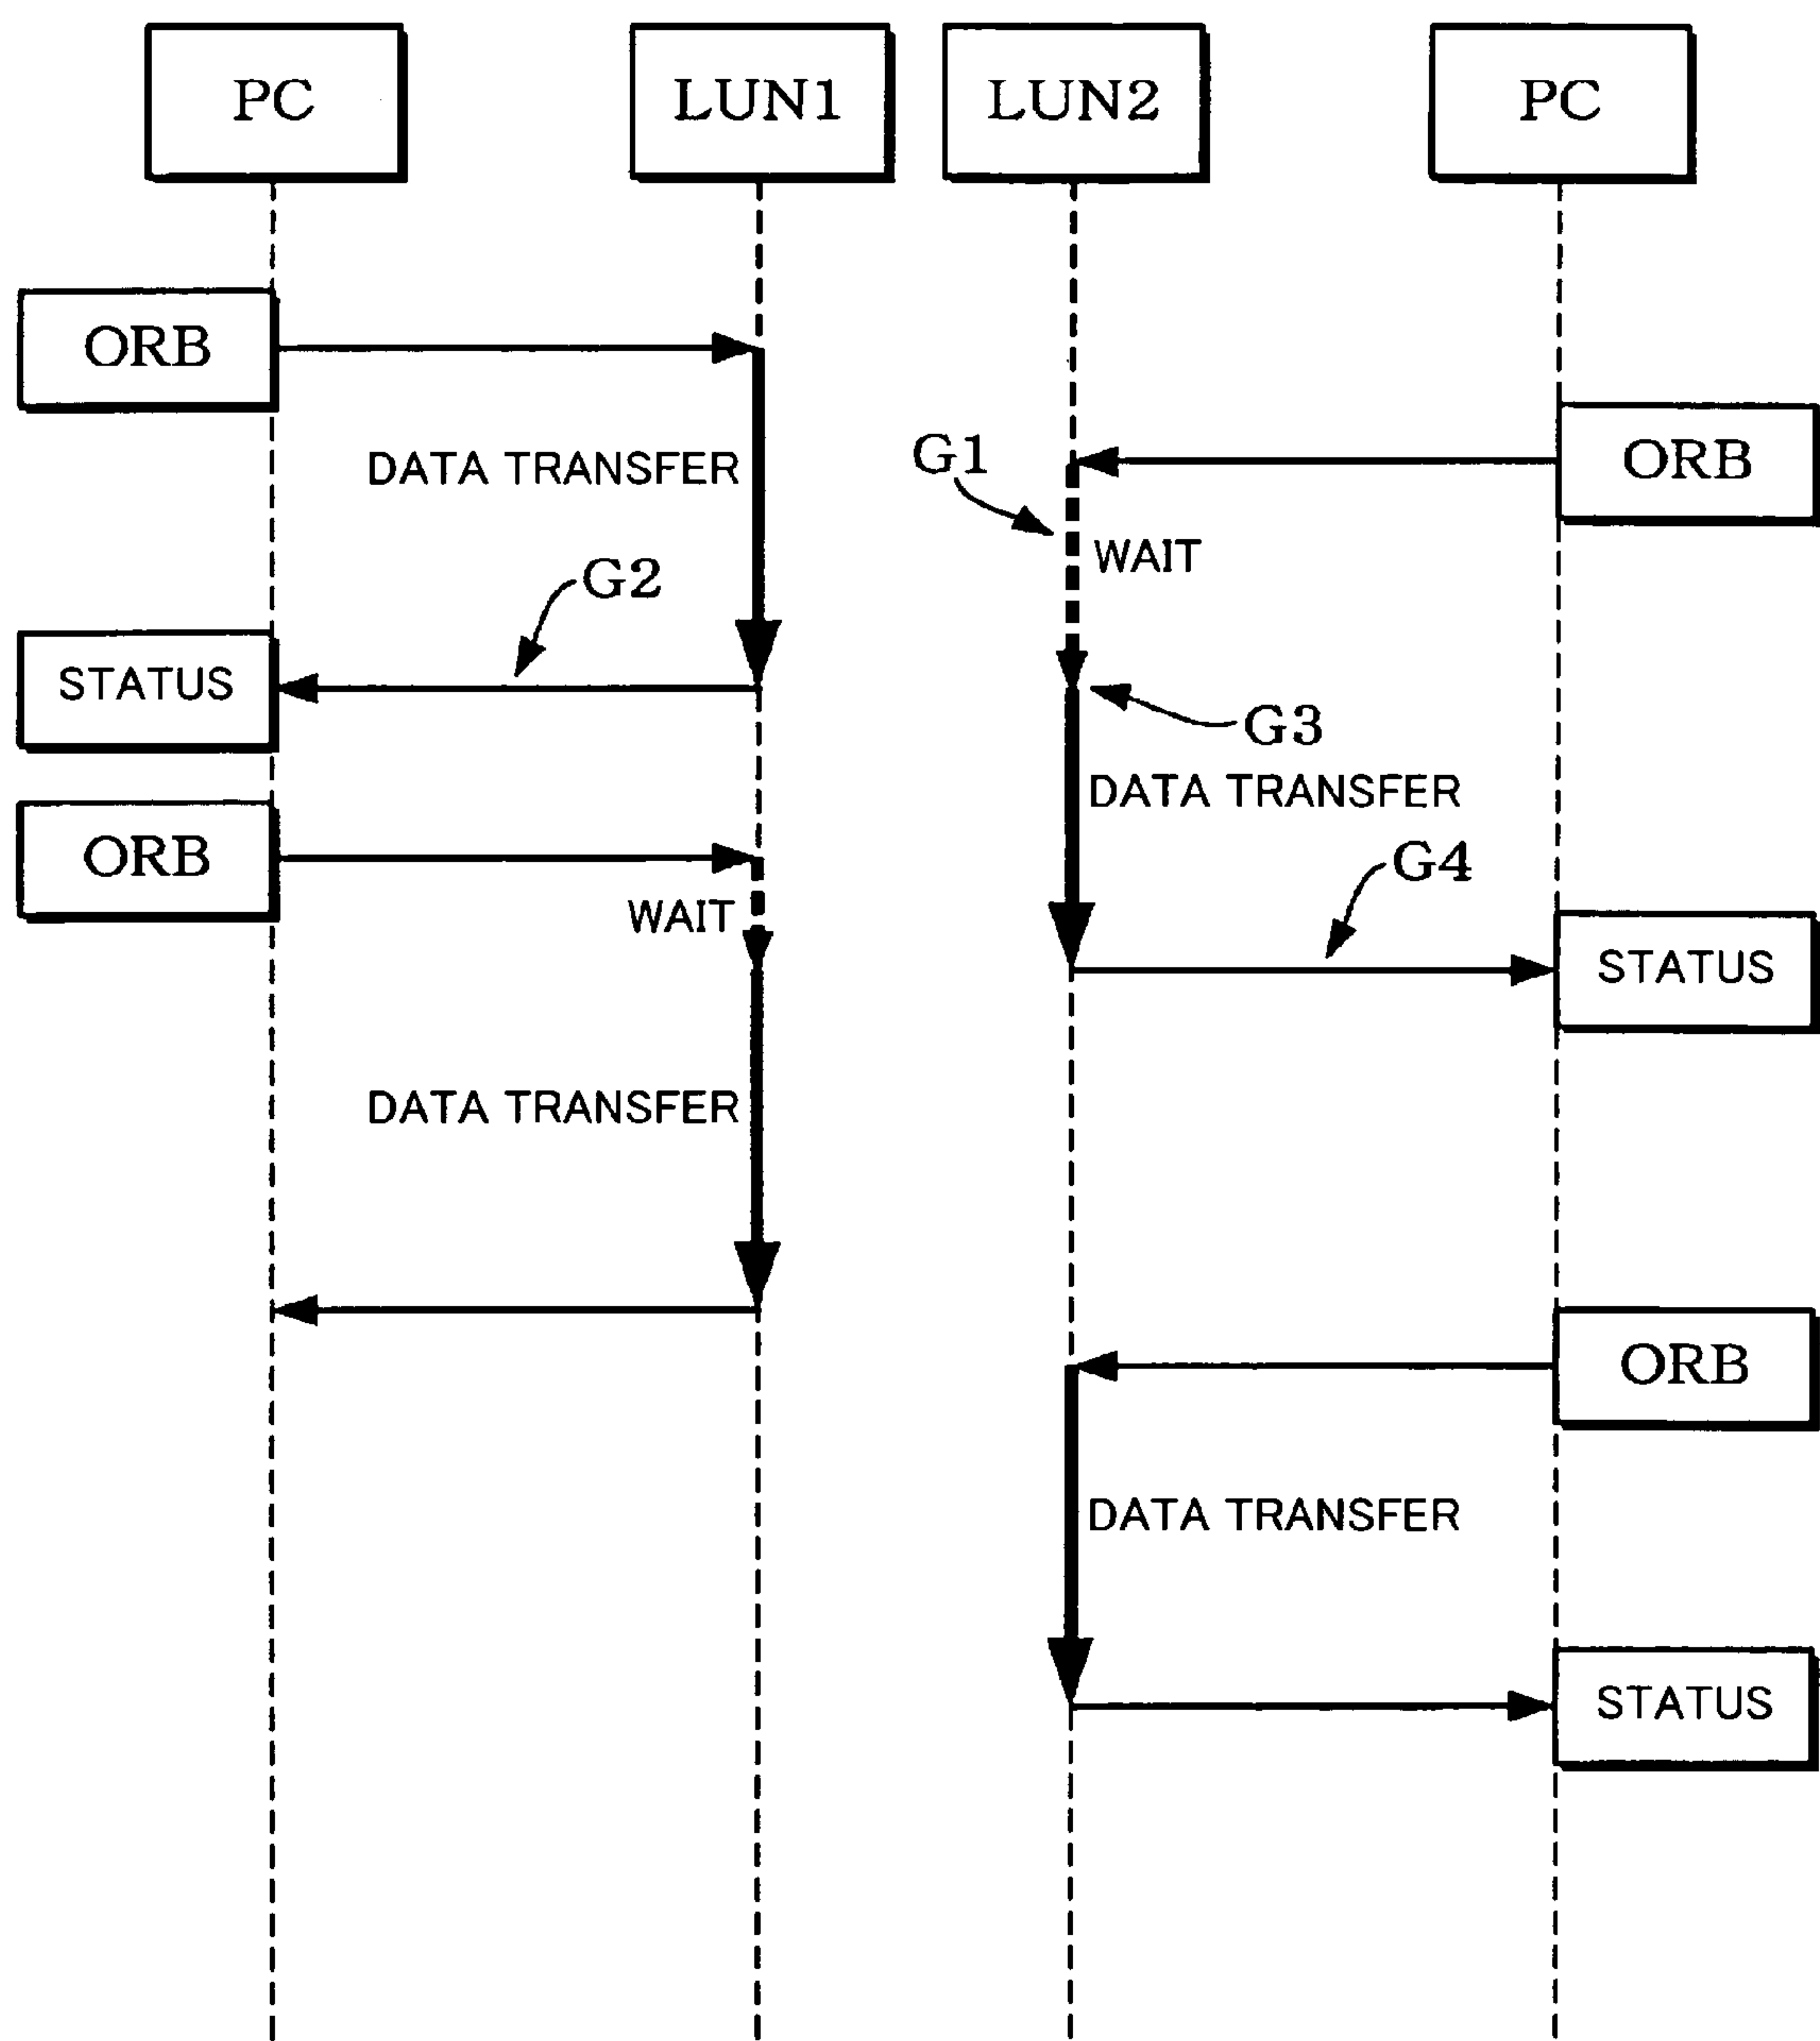 PC LUN1 LUN2 PC
ORB
DATA TRANSFER
G1
ORB
WAIT
G2
STATUS
G3
DATA TRANSFER
ORB
G4
WAIT
STATUS
DATA TRANSFER
ORB
DATA TRANSFER
STATUS